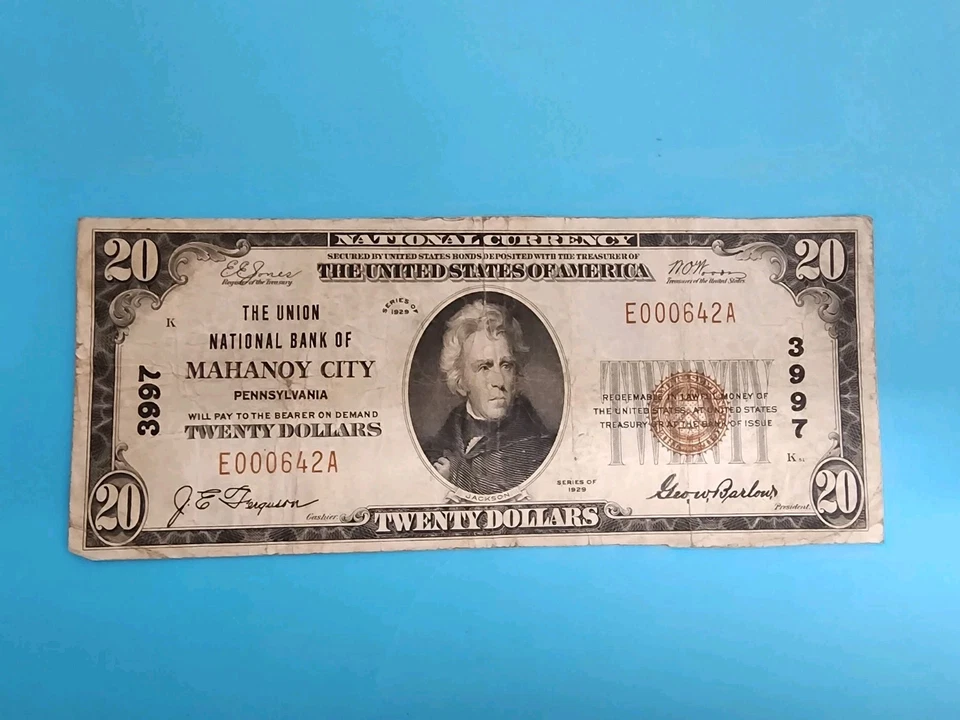 NATIONAL CURRENCY
SECURED BY UNITED STATES BONDS DEPOSITED WITH THE TREASURER OF
THE UNITED STATES OF AMERICA
20
20
E E Jones
Register of the Treasury
W.O. Woods
Treasurer of the United States
SERIES OF
1929
K
THE UNION
NATIONAL BANK OF
MAHANOY CITY
PENNSYLVANIA
WILL PAY TO THE BEARER ON DEMAND
TWENTY DOLLARS
E000642A
3997
E000642A
3997
TWENTY
REDEEMABLE IN LAWFUL MONEY OF
THE UNITED STATES AT UNITED STATES
TREASURY OR AT THE BANK OF ISSUE
K
JACKSON
SERIES OF
1929
J. E. Ferguson
Cashier.
Geo W Barlow
President.
20
TWENTY DOLLARS
20